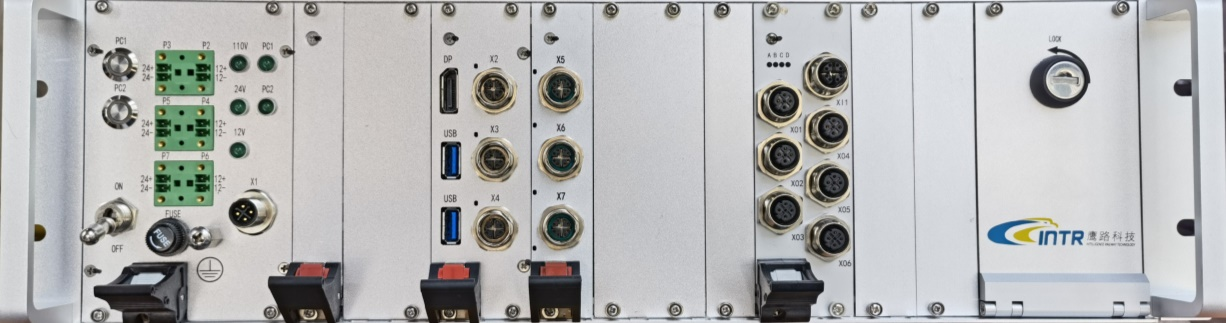 PC1
PC2
P3 P2
24+ 12+
24- 12-
P5 P4
24+ 12+
24- 12-
P7 P6
24+ 12+
24- 12-
110V PC1
24V PC2
12V
ON
OFF
FUSE
FUSE
X1
DP
USB
USB
X2
X3
X4
X5
X6
X7
A B C D
X01
X02
X03
X11
X04
X05
X06
LOCK
INTR 鹰路科技